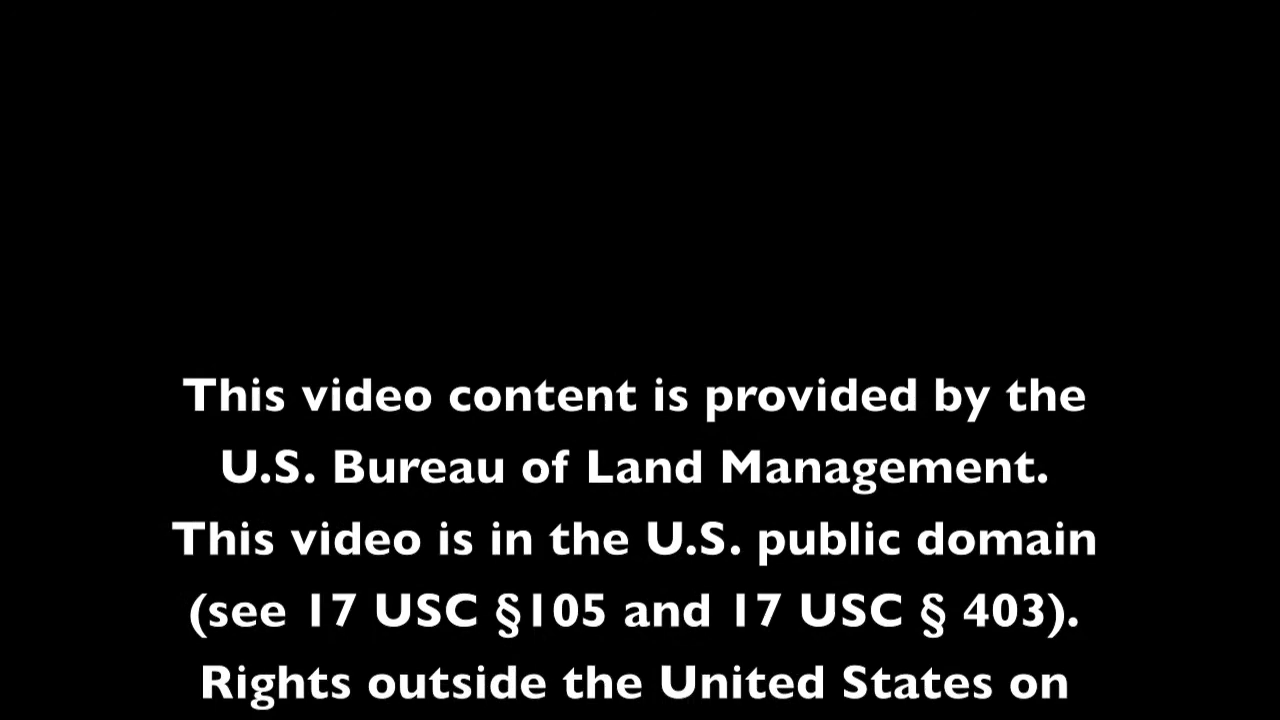 This video content is provided by the
U.S. Bureau of Land Management.
This video is in the U.S. public domain
(see 17 USC §105 and 17 USC § 403).
Rights outside the United States on